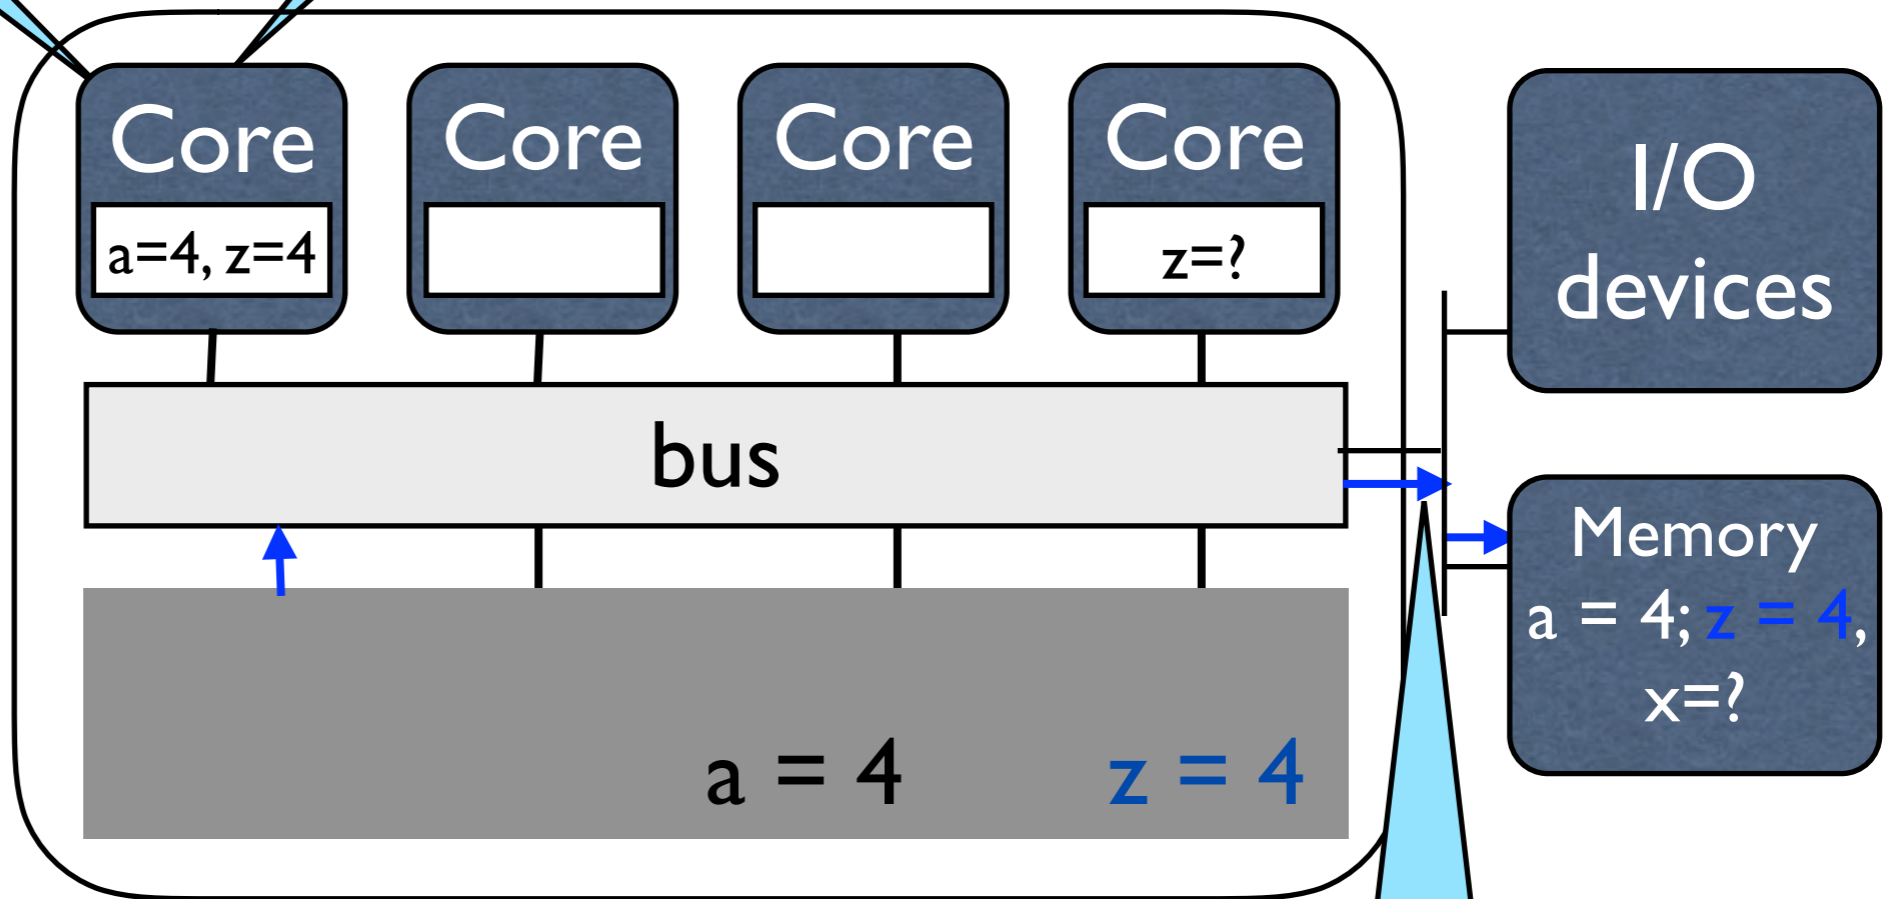 Core
a=4, z=4
Core
Core
Core
z=?
I/O
devices
bus
Memory
a = 4; z = 4,
x=?
a = 4
z = 4